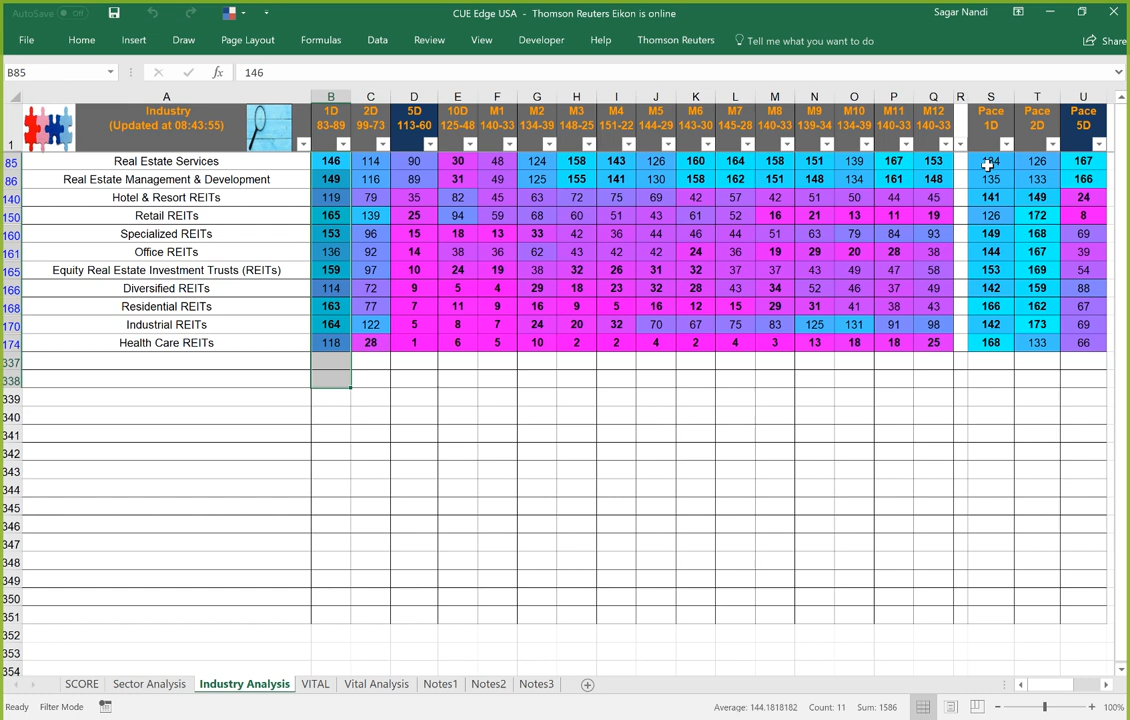 AutoSave Off CUE Edge USA - Thomson Reuters Eikon is online Sagar Nandi
File Home Insert Draw Page Layout Formulas Data Review View Developer Help Thomson Reuters Tell me what you want to do Share
B85 fx 146
A B C D E F G H I J K L M N O P Q R S T U
Industry 1D 2D 5D 10D M1 M2 M3 M4 M5 M6 M7 M8 M9 M10 M11 M12 Pace Pace Pace
(Updated at 08:43:55) 83-89 99-73 113-60 125-48 140-33 134-39 148-25 151-22 144-29 143-30 145-28 140-33 139-34 134-39 140-33 140-33 1D 2D 5D
1
85 Real Estate Services 146 114 90 30 48 124 158 143 126 160 164 158 151 139 167 153 126 167
86 Real Estate Management & Development 149 116 89 31 49 125 155 141 130 158 162 151 148 134 161 148 135 133 166
140 Hotel & Resort REITs 119 79 35 82 45 63 72 75 69 42 57 42 51 50 44 45 141 149 24
150 Retail REITs 165 139 25 94 59 68 60 51 43 61 52 16 21 13 11 19 126 172 8
160 Specialized REITs 153 96 15 18 13 33 42 36 44 46 44 51 63 79 84 93 149 168 69
161 Office REITs 136 92 14 38 36 62 43 42 42 24 36 19 29 20 28 38 144 167 39
165 Equity Real Estate Investment Trusts (REITs) 159 97 10 24 19 38 32 26 31 32 37 37 43 49 47 58 153 169 54
166 Diversified REITs 114 72 9 5 4 29 18 23 32 28 43 34 52 46 37 49 142 159 88
168 Residential REITs 163 77 7 11 9 16 9 5 16 12 15 29 31 41 38 43 166 162 67
170 Industrial REITs 164 122 5 8 7 24 20 32 70 67 75 83 125 131 91 98 142 173 69
174 Health Care REITs 118 28 1 6 5 10 2 2 4 2 4 3 13 18 18 25 168 133 66
337
338
339
340
341
342
343
344
345
346
347
348
349
350
351
352
353
354
SCORE Sector Analysis Industry Analysis VITAL Vital Analysis Notes1 Notes2 Notes3
Ready Filter Mode Average: 144.1818182 Count: 11 Sum: 1586 100%